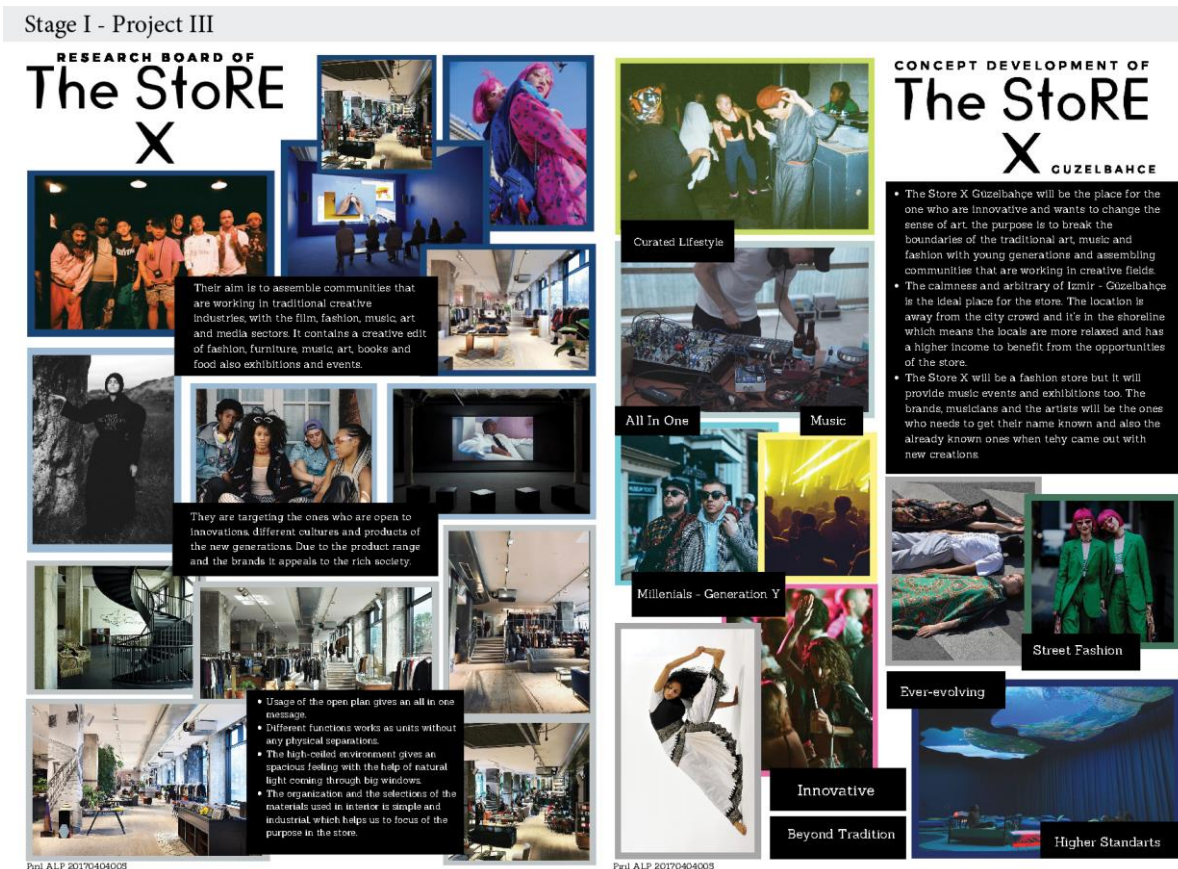 Stage I - Project III
RESEARCH BOARD OF
The StoRE
X
Their aim is to assemble communities that
are working in traditional creative
industries, with the film, fashion, music, art
and media sectors. It contains a creative edit
of fashion, furniture, music, art, books and
food also exhibitions and events.
They are targeting the ones who are open to
innovations, different cultures and products of
the new generations. Due to the product range
and the brands it appeals to the rich society.
• Usage of the open plan gives an all in one
message.
• Different functions works as units without
any physical separations.
• The high-ceiled environment gives an
spacious feeling with the help of natural
light coming through big windows.
• The organization and the selections of the
materials used in interior is simple and
industrial, which helps us to focus of the
purpose in the store.
Pırıl ALP 20170404005
CONCEPT DEVELOPMENT OF
The StoRE
X
GUZELBAHCE
• The Store X Güzelbahçe will be the place for the
one who are innovative and wants to change the
sense of art. the purpose is to break the
boundaries of the traditional art, music and
fashion with young generations and assembling
communities that are working in creative fields.
• The calmness and arbitrary of Izmir - Güzelbahçe
is the ideal place for the store. The location is
away from the city crowd and it's in the shoreline
which means the locals are more relaxed and has
a higher income to benefit from the opportunities
of the store.
• The Store X will be a fashion store but it will
provide music events and exhibitions too. The
brands, musicians and the artists will be the ones
who needs to get their name known and also the
already known ones when tehy came out with
new creations.
Curated Lifestyle
All In One
Music
Millenials - Generation Y
Street Fashion
Ever-evolving
Innovative
Beyond Tradition
Higher Standarts
Pırıl ALP 20170404005